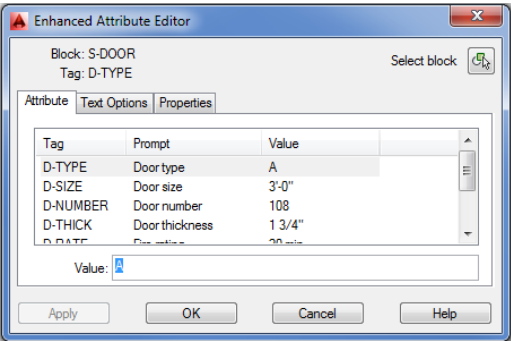 Enhanced Attribute Editor
Block: S-DOOR
Tag: D-TYPE
Select block
Attribute Text Options Properties
Tag Prompt Value
D-TYPE Door type A
D-SIZE Door size 3'-0"
D-NUMBER Door number 108
D-THICK Door thickness 1 3/4"
Value: A
Apply OK Cancel Help